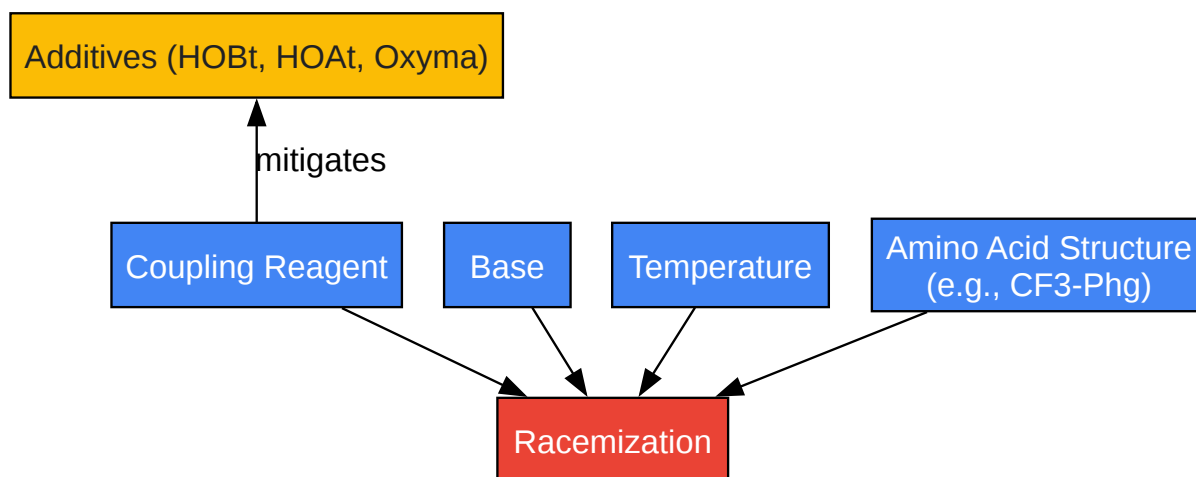 Additives (HOBt, HOAt, Oxyma)
mitigates
Coupling Reagent
Base
Temperature
Amino Acid Structure
(e.g., CF3-Phg)
Racemization